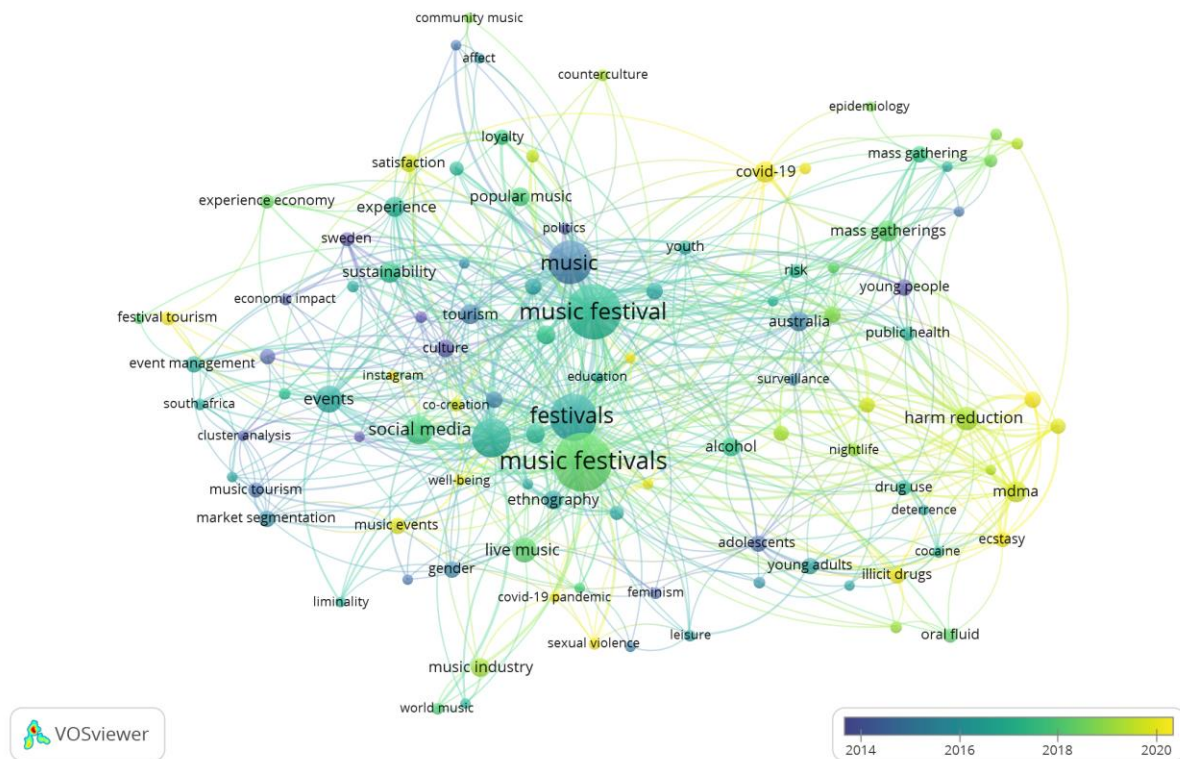 community music
affect
counterculture
epidemiology
loyalty
mass gathering
satisfaction
covid-19
popular music
experience economy
experience
politics
mass gatherings
sweden
youth
music
sustainability
risk
young people
economic impact
music festival
festival tourism
tourism
australia
public health
culture
event management
instagram
education
surveillance
south africa
events
co-creation
festivals
harm reduction
social media
cluster analysis
alcohol
nightlife
music festivals
well-being
music tourism
drug use
mdma
ethnography
deterrence
market segmentation
music events
ecstasy
adolescents
live music
cocaine
young adults
gender
illicit drugs
covid-19 pandemic
feminism
liminality
leisure
oral fluid
sexual violence
music industry
world music
VOSviewer
2014 2016 2018 2020